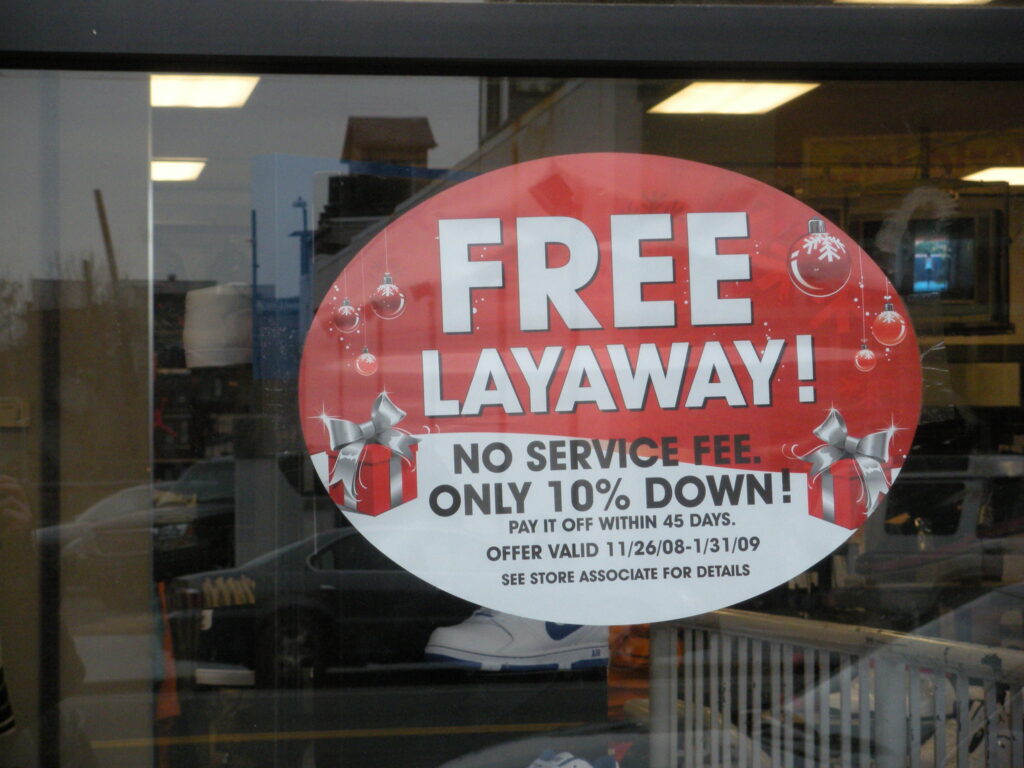 FREE
LAYAWAY!
NO SERVICE FEE.
ONLY 10% DOWN!
PAY IT OFF WITHIN 45 DAYS.
OFFER VALID 11/26/08-1/31/09
SEE STORE ASSOCIATE FOR DETAILS
AIR